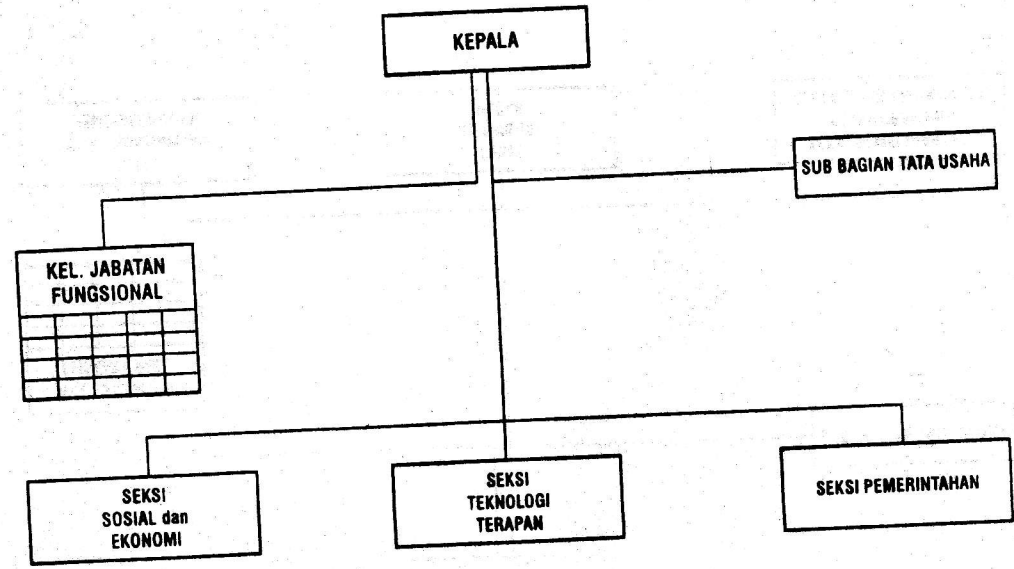 KEPALA
SUB BAGIAN TATA USAHA
KEL. JABATAN
FUNGSIONAL
SEKSI
SOSIAL dan
EKONOMI
SEKSI
TEKNOLOGI
TERAPAN
SEKSI PEMERINTAHAN